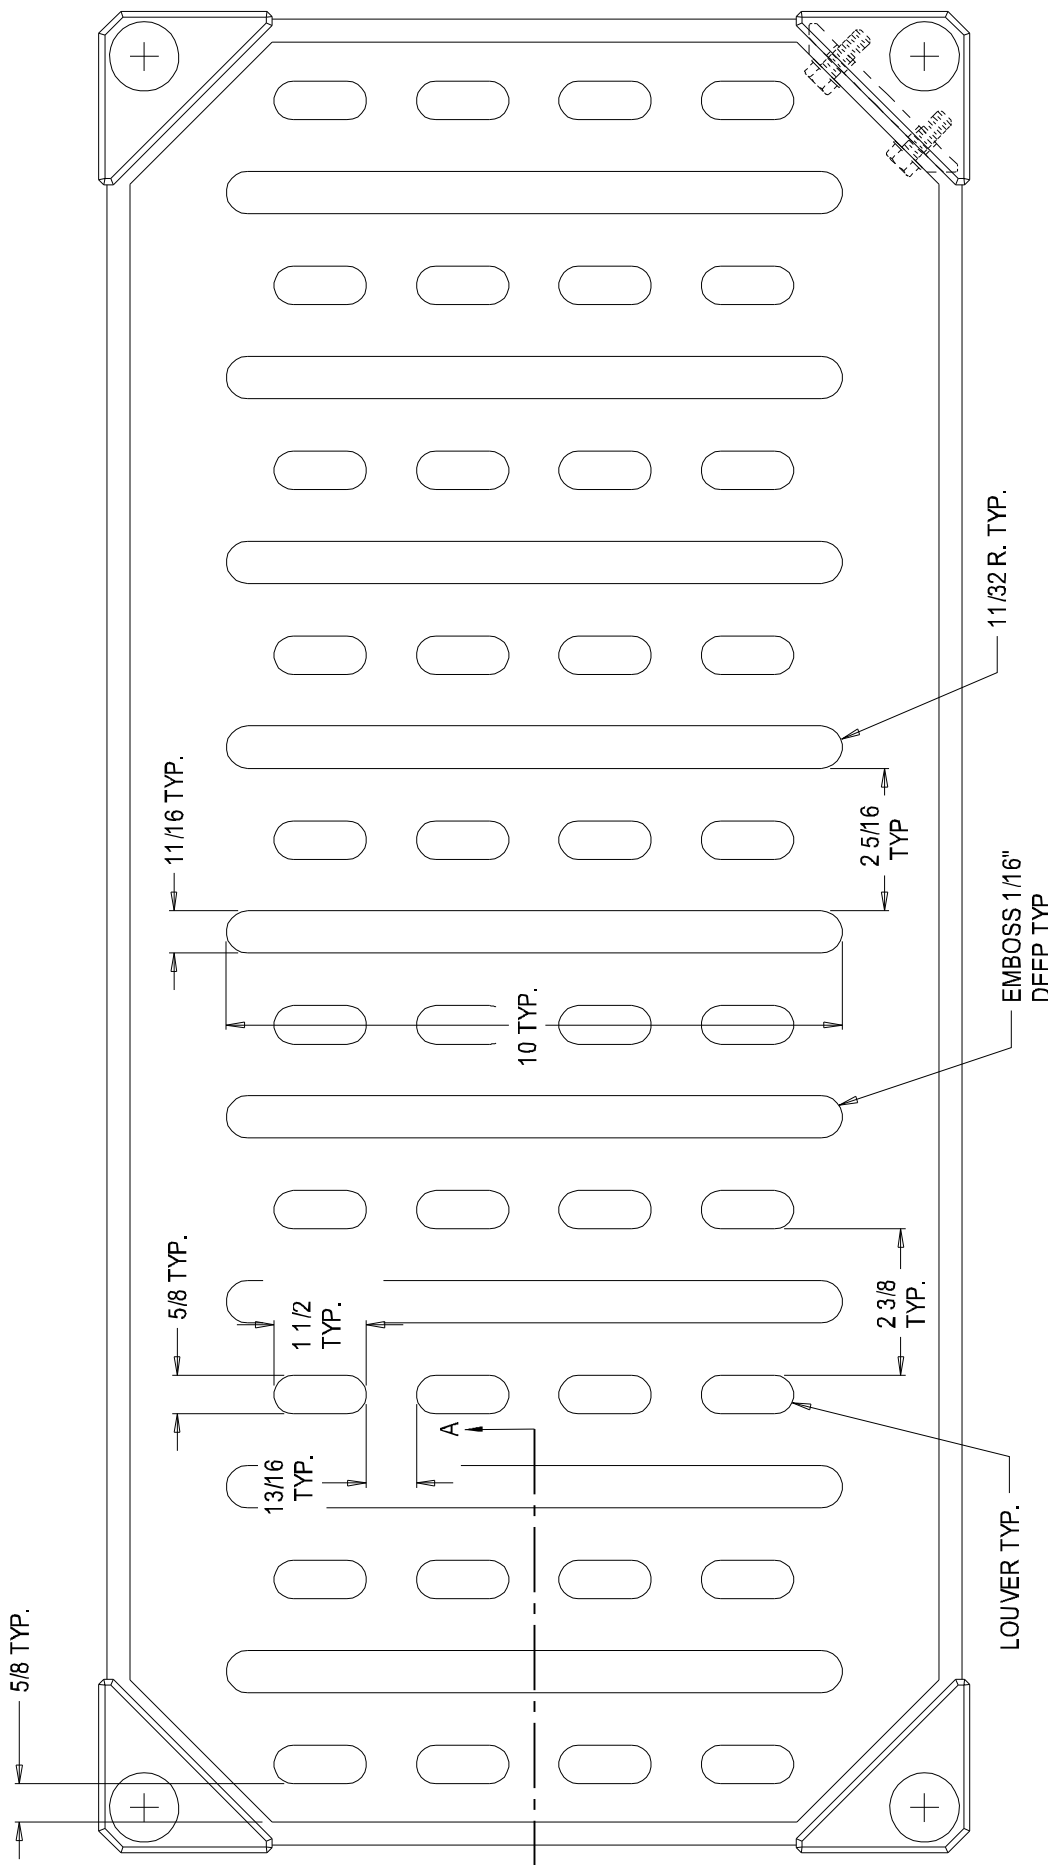 11/32 R. TYP.
11/16 TYP.
2 5/16
TYP
EMBOSS 1/16"
DEEP TYP
10 TYP.
5/8 TYP.
1 1/2
TYP.
2 3/8
TYP.
A
13/16
TYP.
LOUVER TYP.
5/8 TYP.